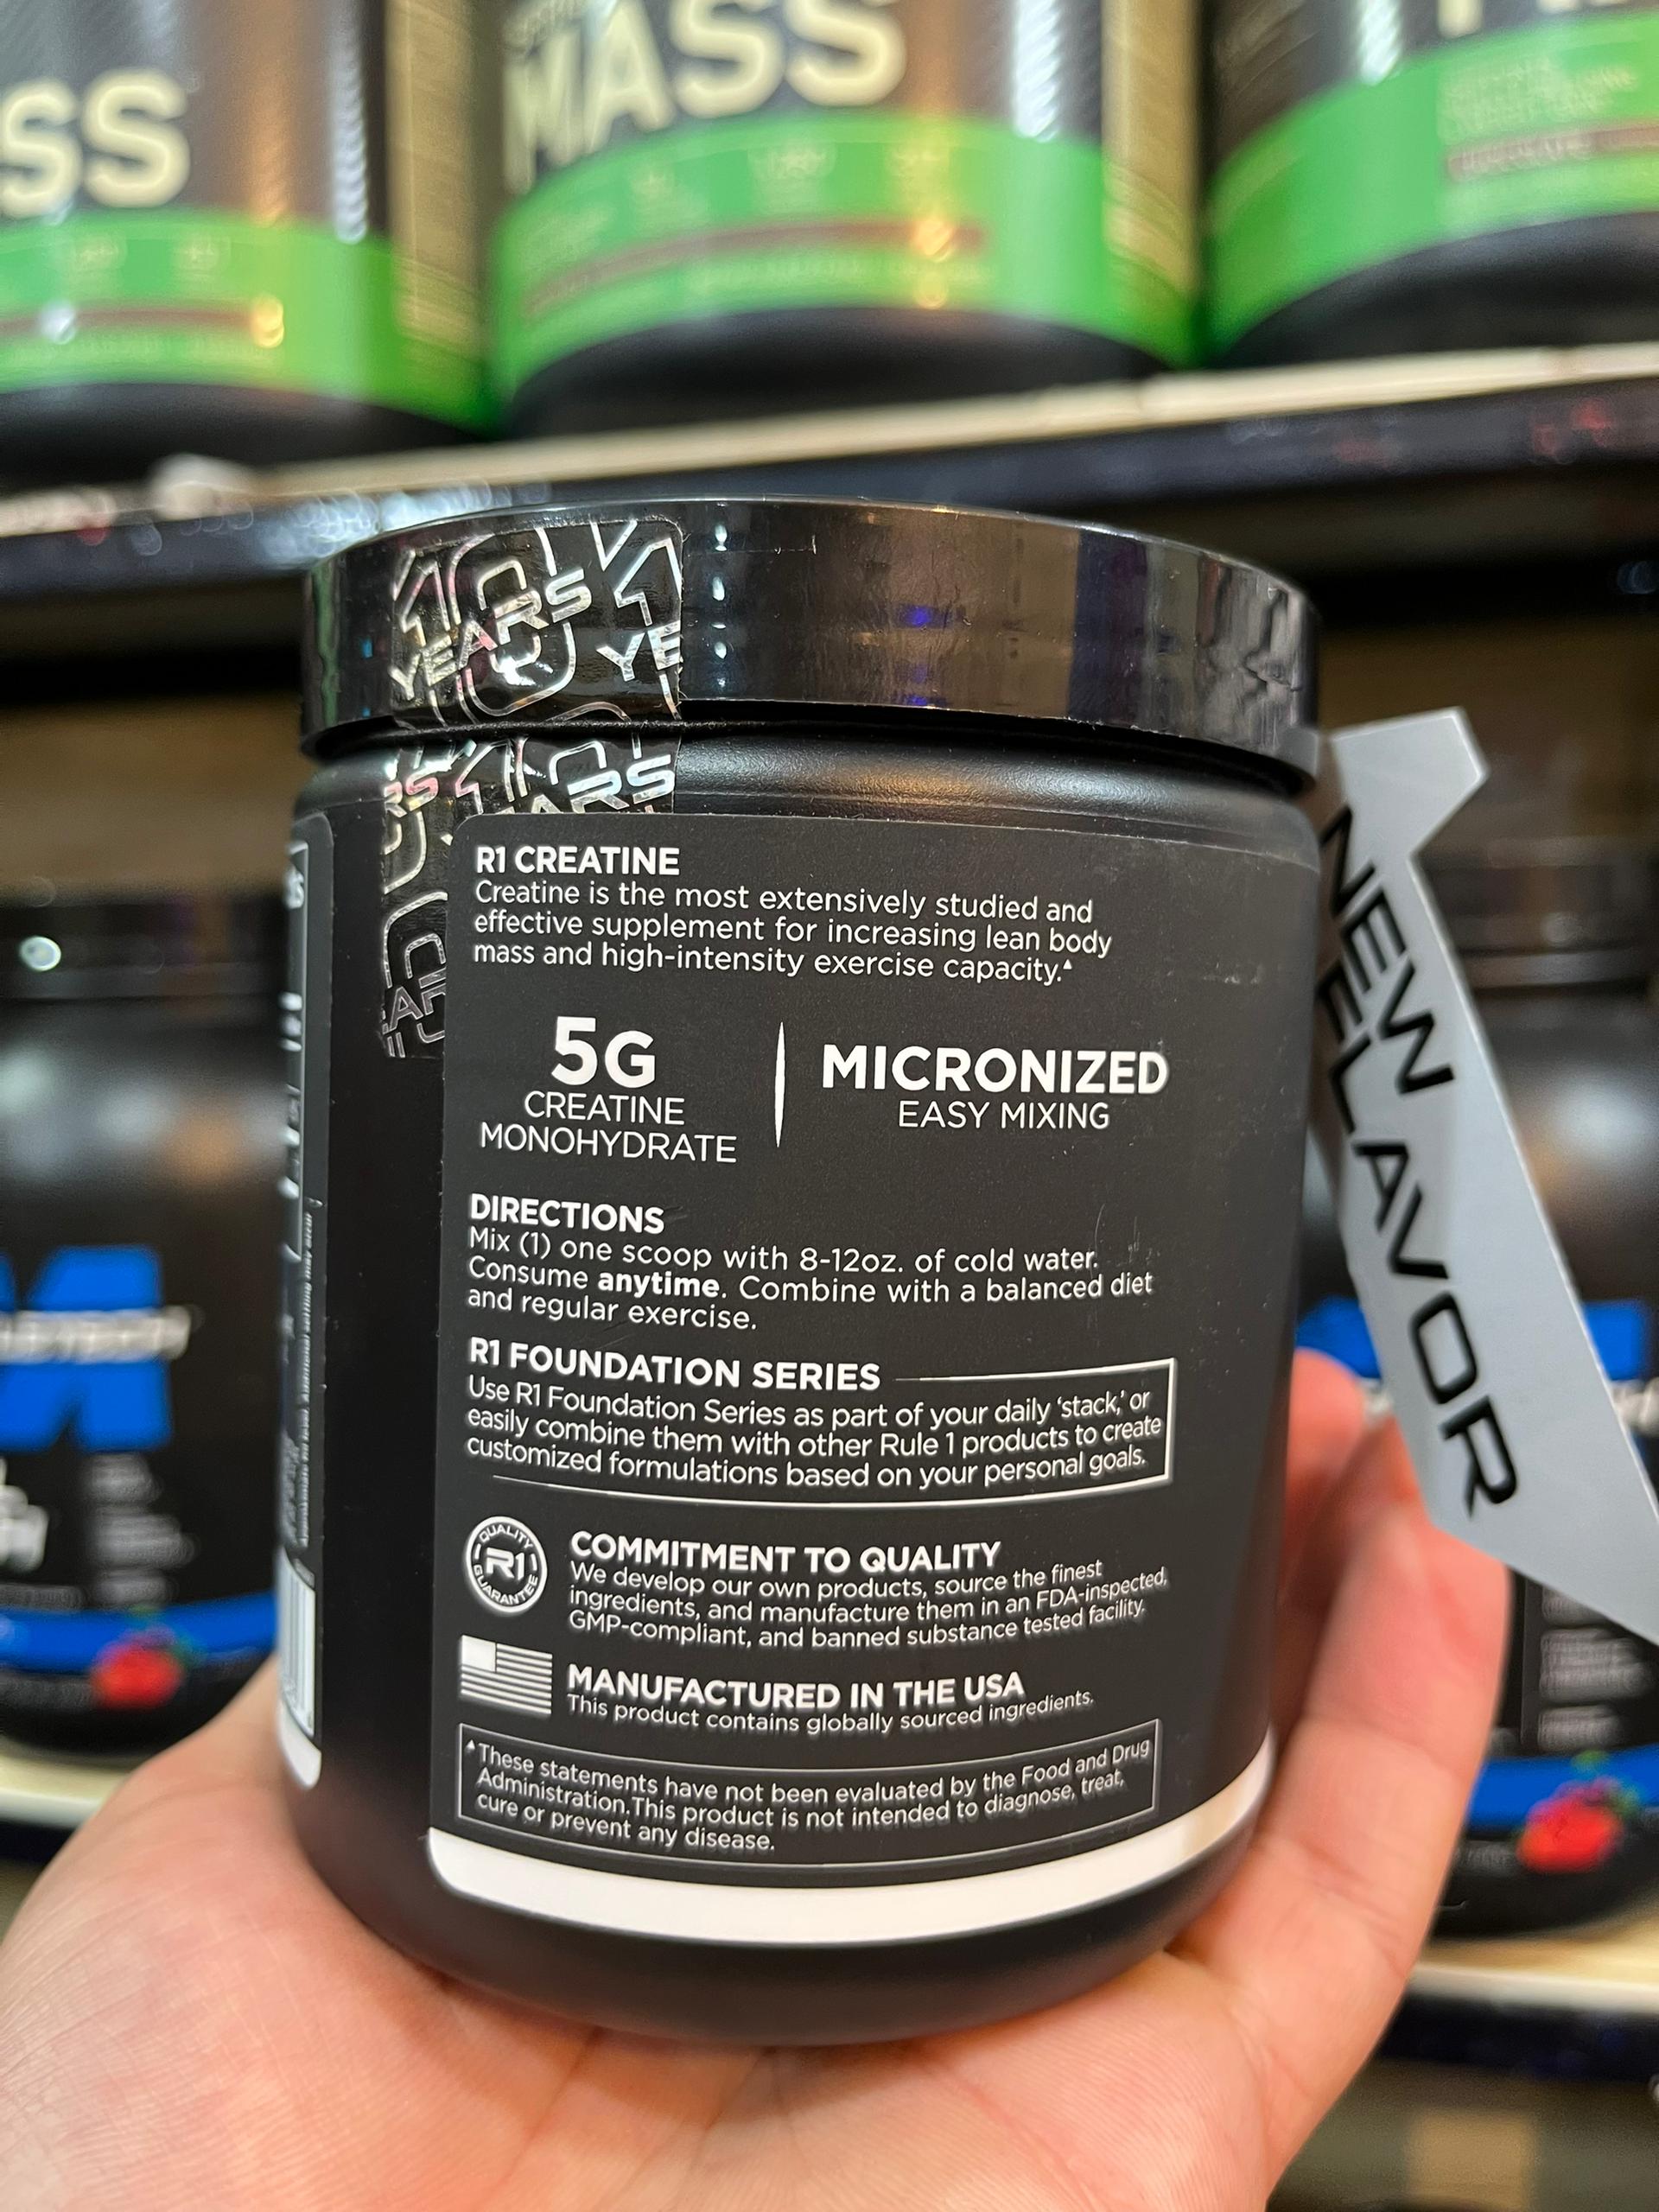 MASS
SS
10
YEARS
YE
ARS
R1 CREATINE
Creatine is the most extensively studied and
effective supplement for increasing lean body
mass and high-intensity exercise capacity.▲
5G
CREATINE
MONOHYDRATE
MICRONIZED
EASY MIXING
DIRECTIONS
Mix (1) one scoop with 8-12oz. of cold water.
Consume anytime. Combine with a balanced diet
and regular exercise.
R1 FOUNDATION SERIES
Use R1 Foundation Series as part of your daily ‘stack,’ or
easily combine them with other Rule 1 products to create
customized formulations based on your personal goals.
QUALITY
R1
GUARANTEE
COMMITMENT TO QUALITY
We develop our own products, source the finest
ingredients, and manufacture them in an FDA-inspected,
GMP-compliant, and banned substance tested facility.
MANUFACTURED IN THE USA
This product contains globally sourced ingredients.
▲These statements have not been evaluated by the Food and Drug
Administration.This product is not intended to diagnose, treat,
cure or prevent any disease.
NEW
FLAVOR